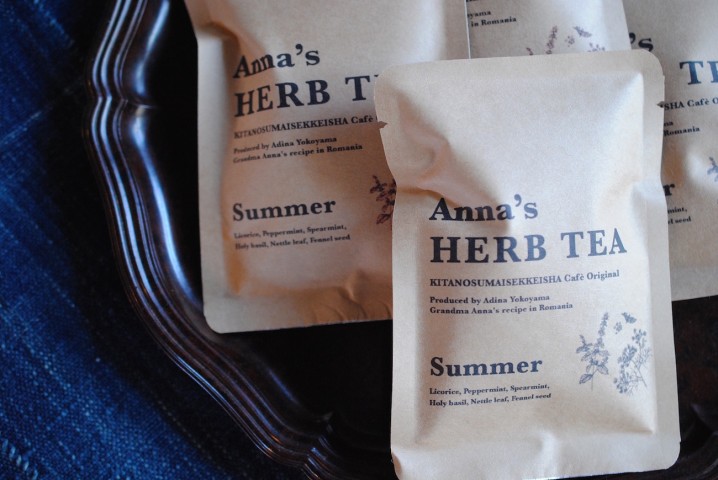 Anna's
HERB TEA
KITANOSUMAISEKKEISHA Café Original
Produced by Adina Yokoyama
Grandma Anna's recipe in Romania
Summer
Licorice, Peppermint, Spearmint,
Holy basil, Nettle leaf, Fennel seed
Anna's
HERB
KITANOSUMAISEKKEISHA Café
Produced by Adina Yokoyama
Grandma Anna's recipe in Romania
Summer
Licorice, Peppermint, Spearmint,
Holy basil, Nettle leaf, Fennel seed
in Romania